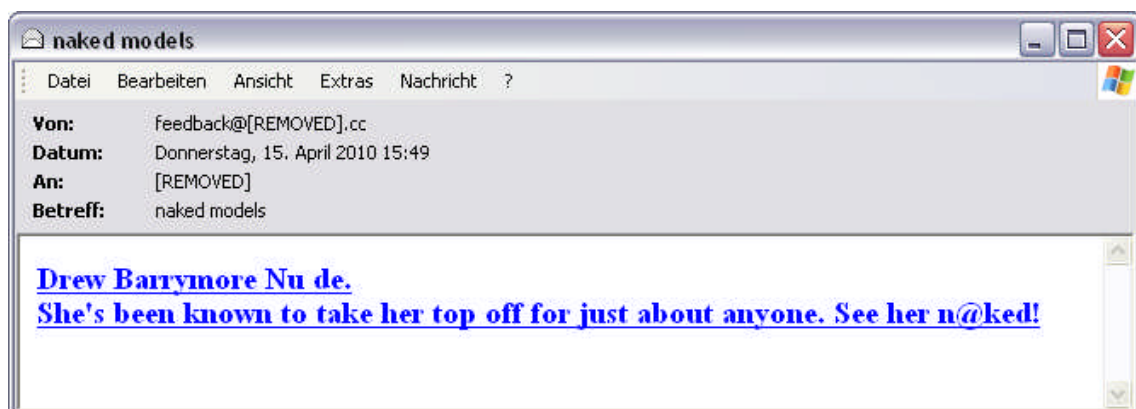 naked models
Datei Bearbeiten Ansicht Extras Nachricht ?
Von: feedback@[REMOVED].cc
Datum: Donnerstag, 15. April 2010 15:49
An: [REMOVED]
Betreff: naked models
Drew Barrymore Nu de.
She's been known to take her top off for just about anyone. See her n@ked!